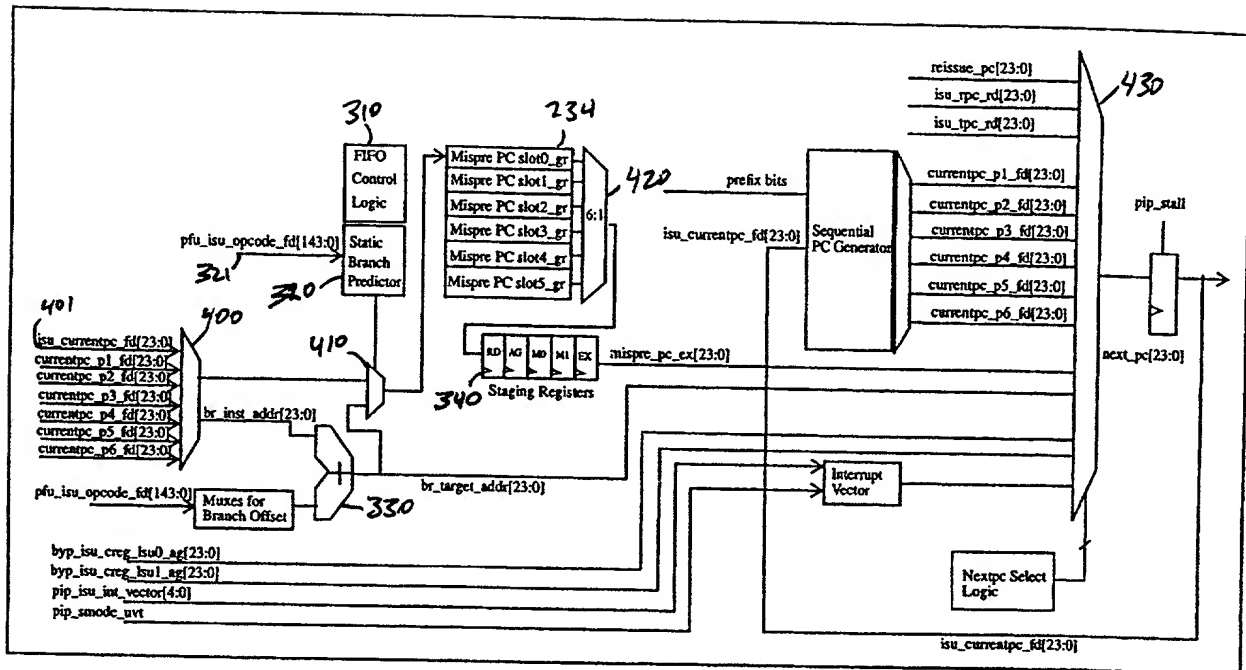 reissue_pc[23:0]
isu_rpc_rd[23:0]
isu_tpc_rd[23:0]
430
310
FIFO
Control
Logic
234
Mispre PC slot0_gr
Mispre PC slot1_gr
Mispre PC slot2_gr
Mispre PC slot3_gr
Mispre PC slot4_gr
Mispre PC slot5_gr
6:1
420
prefix bits
isu_currentpc_fd[23:0]
Sequential
PC Generator
currentpc_p1_fd[23:0]
currentpc_p2_fd[23:0]
currentpc_p3_fd[23:0]
currentpc_p4_fd[23:0]
currentpc_p5_fd[23:0]
currentpc_p6_fd[23:0]
pip_stall
pfu_isu_opcode_fd[143:0]
321
Static
Branch
Predictor
320
401
400
410
isu_currentpc_fd[23:0]
currentpc_p1_fd[23:0]
currentpc_p2_fd[23:0]
currentpc_p3_fd[23:0]
currentpc_p4_fd[23:0]
currentpc_p5_fd[23:0]
currentpc_p6_fd[23:0]
br_inst_addr[23:0]
RD AG M0 M1 EX
340
Staging Registers
mispre_pc_ex[23:0]
next_pc[23:0]
pfu_isu_opcode_fd[143:0]
Muxes for
Branch Offset
330
br_target_addr[23:0]
Interrupt
Vector
byp_isu_creg_lsu0_ag[23:0]
byp_isu_creg_lsu1_ag[23:0]
pip_isu_int_vector[4:0]
pip_smode_uvt
Nextpc Select
Logic
isu_currentpc_fd[23:0]